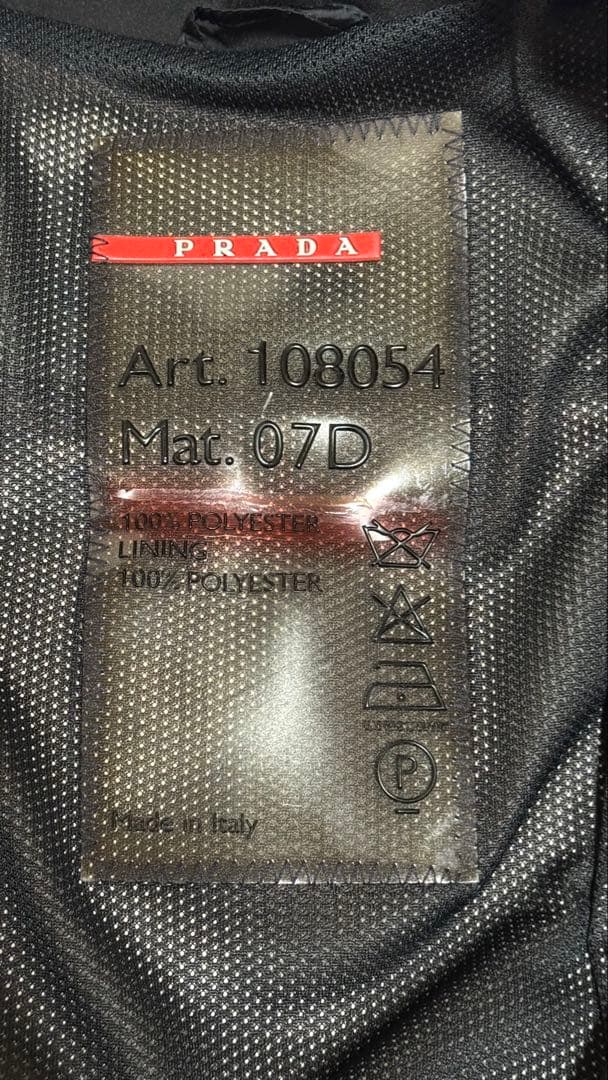 PRADA
Art. 108054
Mat. 07D
100% POLYESTER
LINING
100% POLYESTER
P
Made in Italy